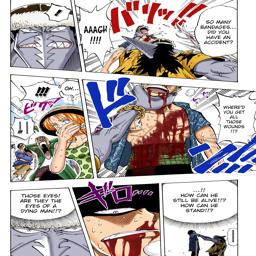 SO MANY
BANDAGES...
DID YOU
HAVE AN
ACCIDENT?
AAAGH
!!!!
!!!
OH...
WHERE'D YOU
GET ALL
THOSE
WOUNDS
!?
THOSE EYES!
ARE THEY THE
EYES OF A
DYING MAN!?
...?!
HOW CAN HE
STILL BE ALIVE!?
HOW CAN HE
STAND!?